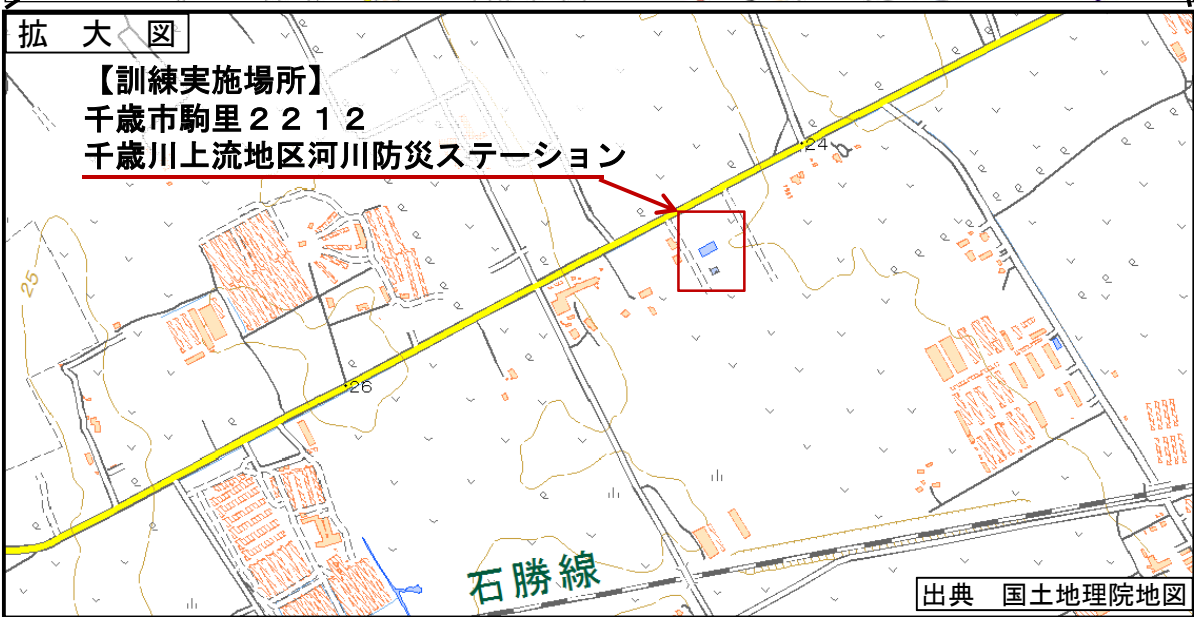 拡 大 図
【訓練実施場所】
千歳市駒里２２１２
千歳川上流地区河川防災ステーション
24
25
26
石勝線
出典 国土地理院地図